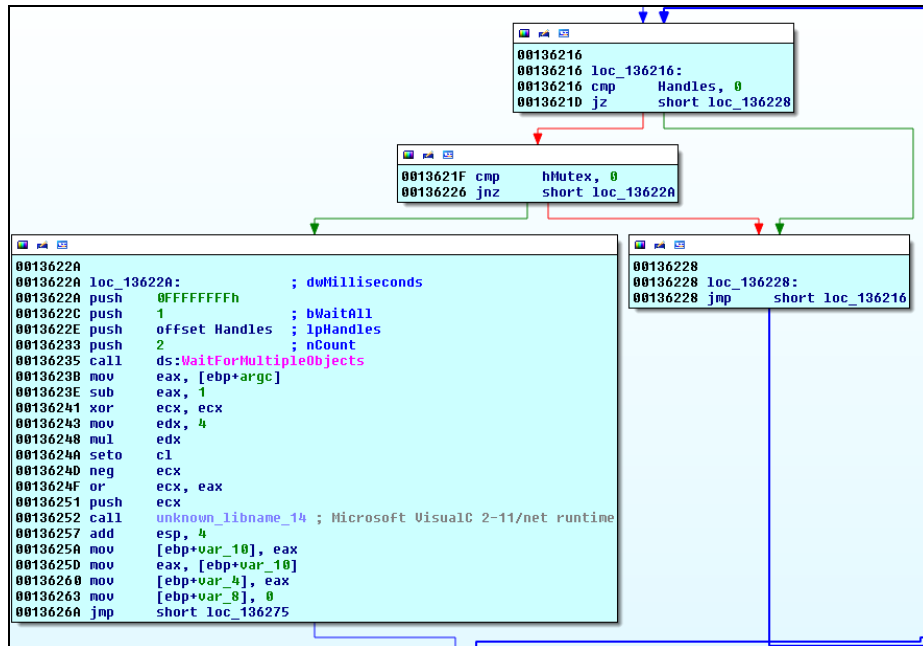 00136216
00136216 loc_136216:
00136216 cmp Handles, 0
0013621D jz short loc_136228
0013621F cmp hMutex, 0
00136226 jnz short loc_13622A
0013622A
0013622A loc_13622A: ; dwMilliseconds
0013622A push 0FFFFFFFFh
0013622C push 1 ; bWaitAll
0013622E push offset Handles ; lpHandles
00136233 push 2 ; nCount
00136235 call ds:WaitForMultipleObjects
0013623B mov eax, [ebp+argc]
0013623E sub eax, 1
00136241 xor ecx, ecx
00136243 mov edx, 4
00136248 mul edx
0013624A seto cl
0013624D neg ecx
0013624F or ecx, eax
00136251 push ecx
00136252 call unknown_libname_14 ; Microsoft VisualC 2-11/net runtime
00136257 add esp, 4
0013625A mov [ebp+var_10], eax
0013625D mov eax, [ebp+var_10]
00136260 mov [ebp+var_4], eax
00136263 mov [ebp+var_8], 0
0013626A jmp short loc_136275
00136228
00136228 loc_136228:
00136228 jmp short loc_136216